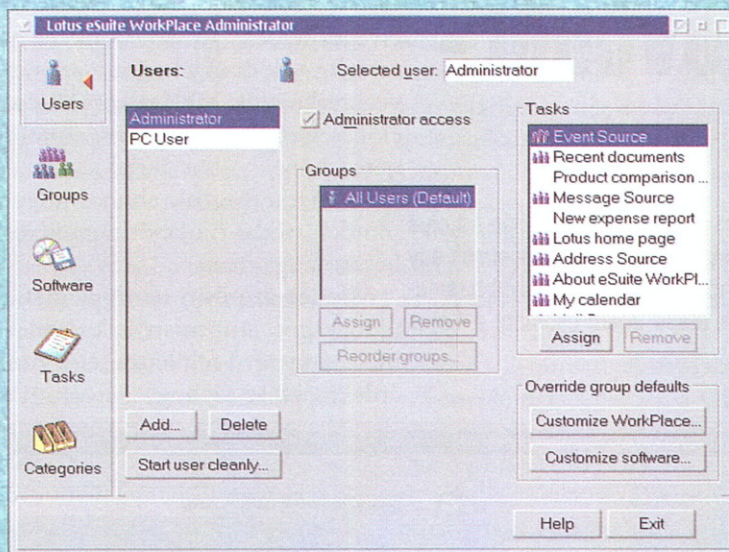 Lotus eSuite WorkPlace Administrator
Users
Groups
Software
Tasks
Categories
Users:
Administrator
PC User
Add...
Delete
Start user cleanly...
Selected user: Administrator
Administrator access
Groups
All Users (Default)
Assign
Remove
Reorder groups...
Tasks
Event Source
Recent documents
Product comparison ...
Message Source
New expense report
Lotus home page
Address Source
About eSuite WorkPl...
My calendar
Assign
Remove
Override group defaults
Customize WorkPlace...
Customize software...
Help
Exit